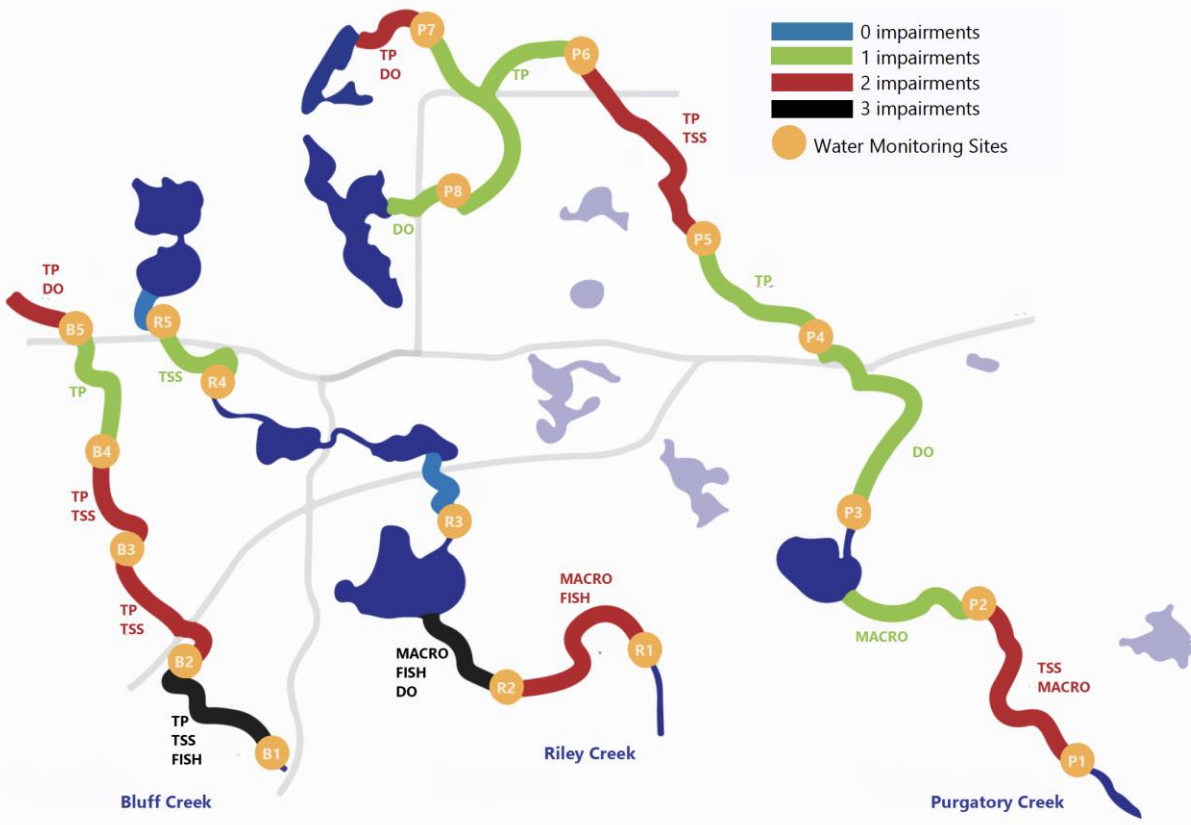 0 impairments
1 impairments
2 impairments
3 impairments
Water Monitoring Sites
P7
TP
DO
P6
TP
TP
TSS
P8
DO
P5
TP
P4
TP
DO
B5
R5
TSS
R4
TP
B4
DO
TP
TSS
P3
R3
B3
MACRO
FISH
TP
TSS
P2
MACRO
R1
B2
MACRO
FISH
DO
R2
TSS
MACRO
TP
TSS
FISH
B1
P1
Riley Creek
Bluff Creek
Purgatory Creek